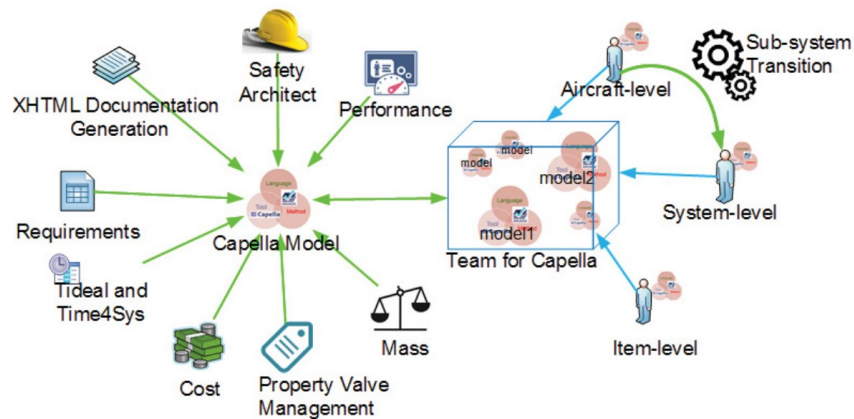 Safety
Architect
Sub-system
Transition
XHTML Documentation
Generation
Performance
Aircraft-level
Language
Tool
Capella
Method
Capella Model
model
model
model2
model1
Team for Capella
System-level
Requirements
Tideal and
Time4Sys
Cost
Property Valve
Management
Mass
Item-level